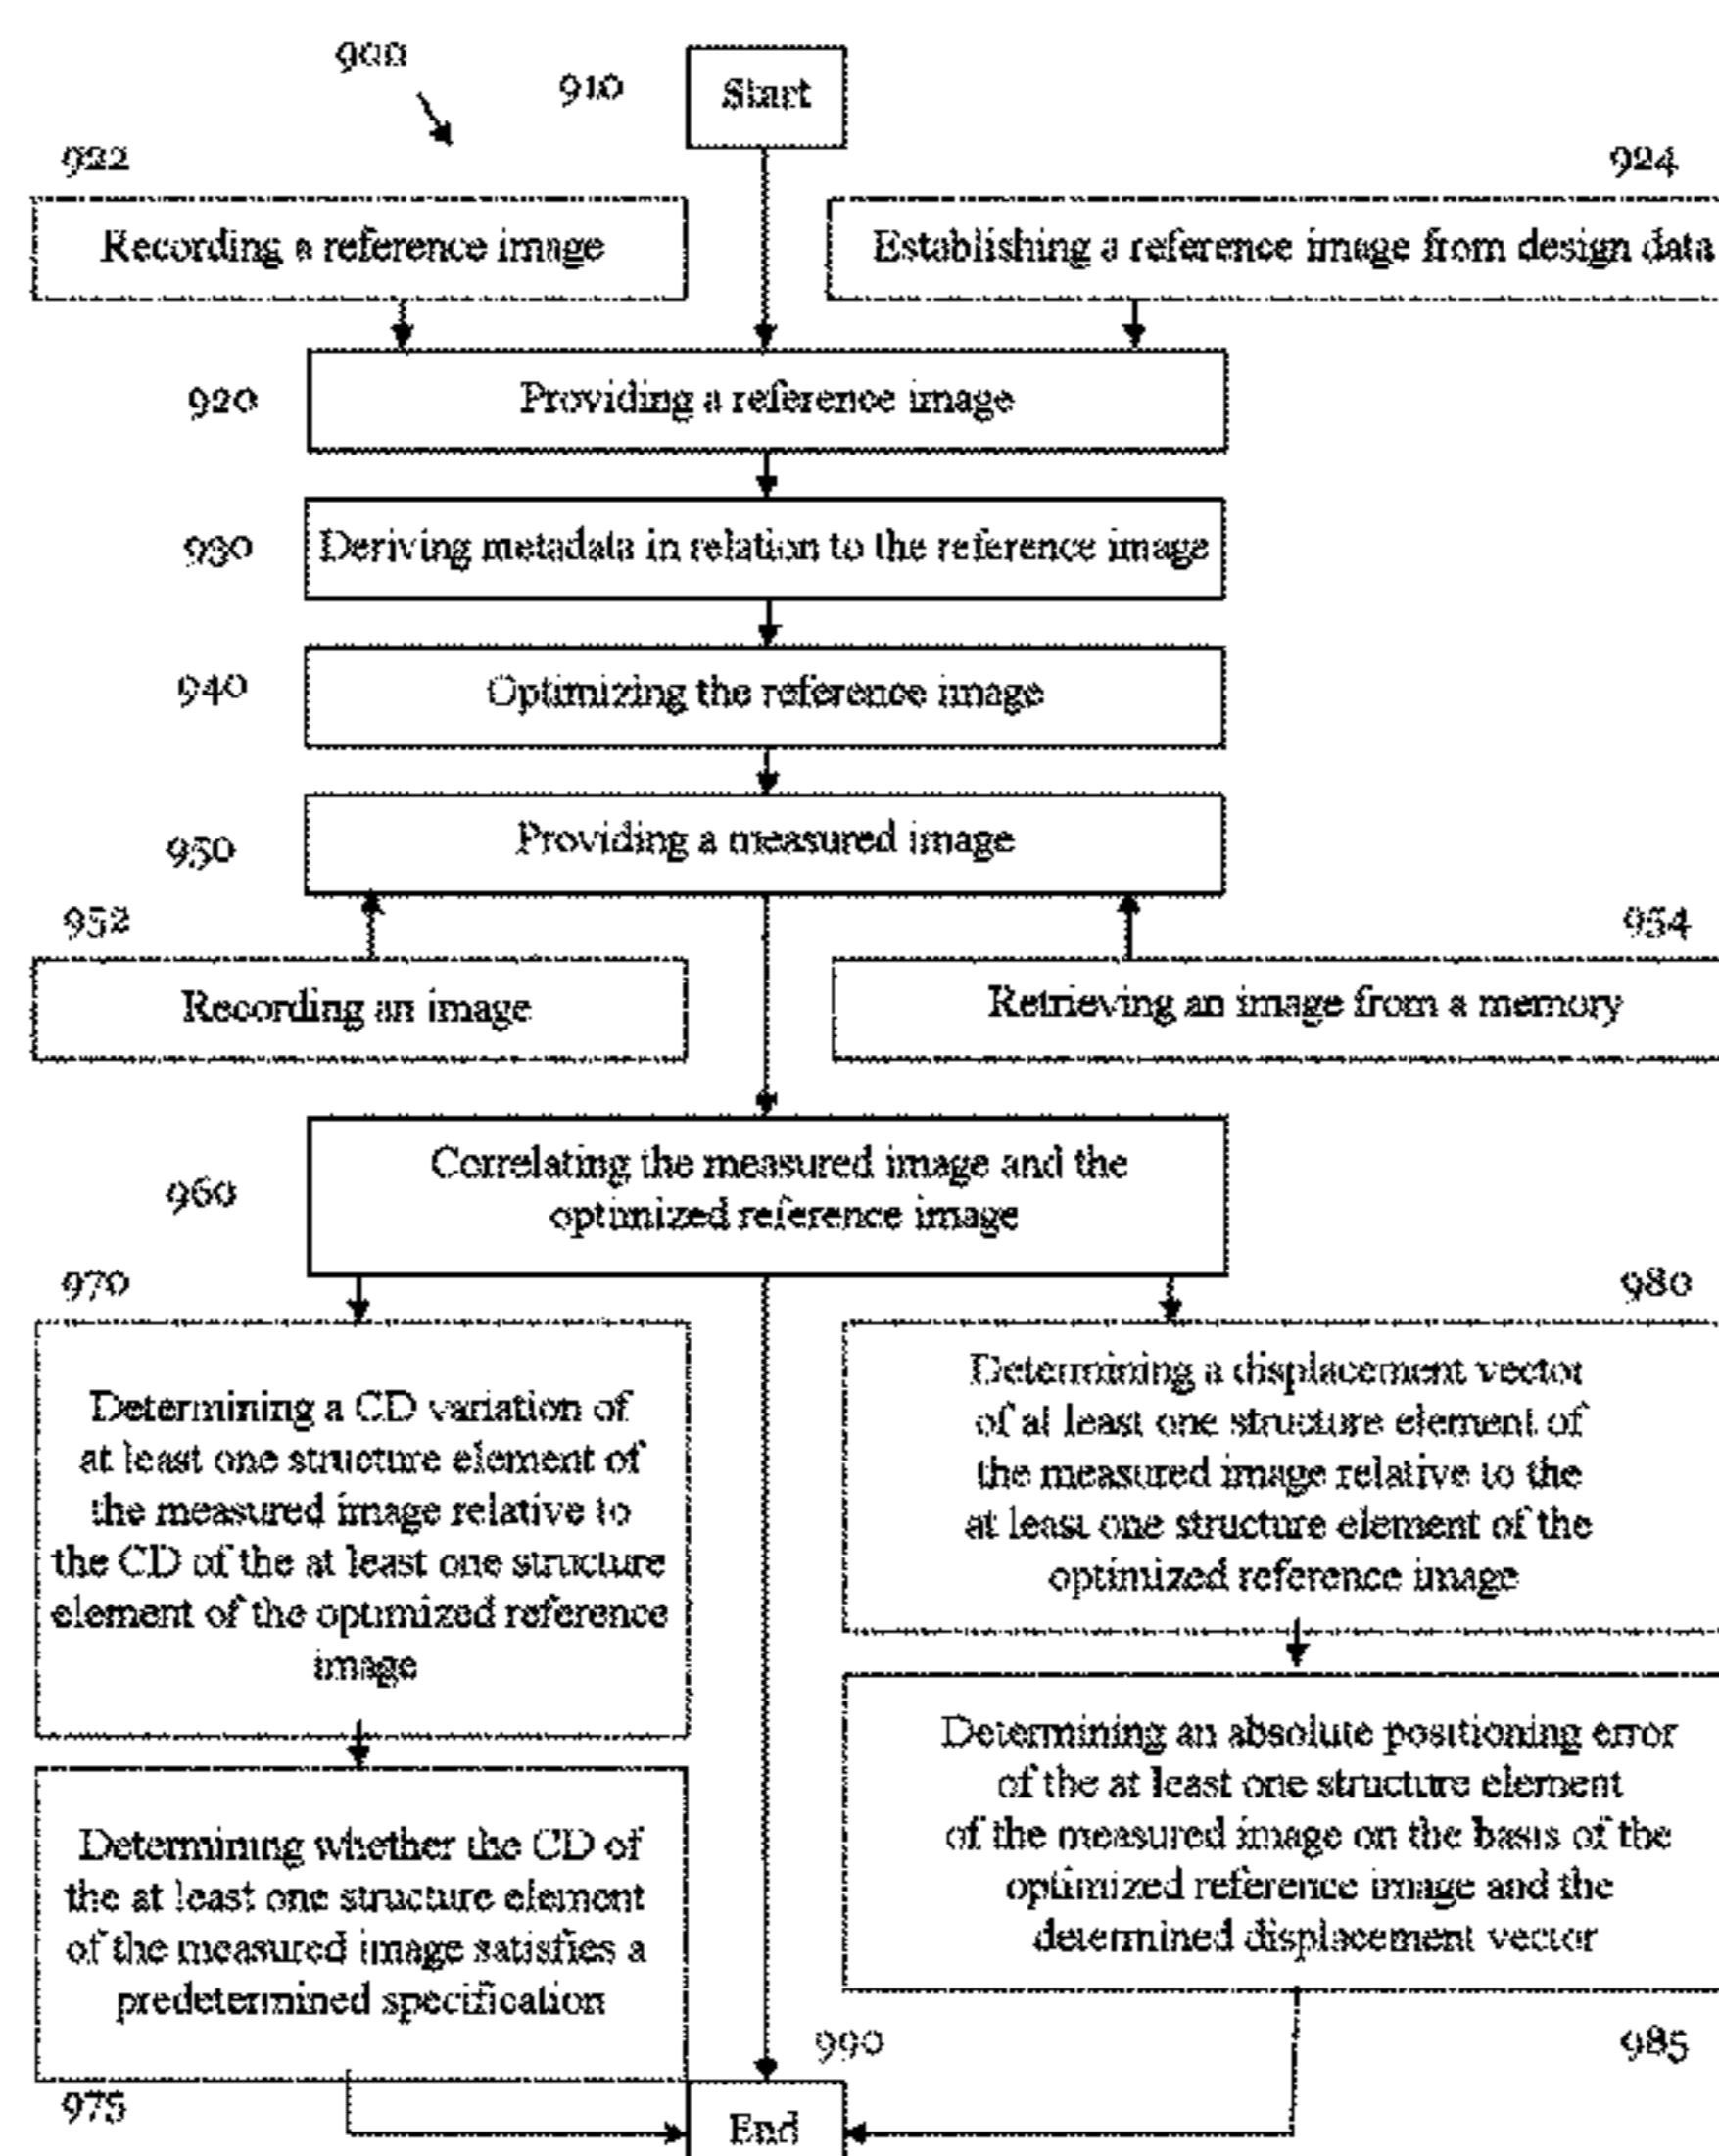 900
910
Start
922
924
Recording a reference image
Establishing a reference image from design data
920
Providing a reference image
930
Deriving metadata in relation to the reference image
940
Optimizing the reference image
950
Providing a measured image
952
954
Recording an image
Retrieving an image from a memory
960
Correlating the measured image and the
optimized reference image
970
980
Determining a CD variation of
at least one structure element of
the measured image relative to
the CD of the at least one structure
element of the optimized reference
image
Determining a displacement vector
of at least one structure element of
the measured image relative to the
at least one structure element of the
optimized reference image
Determining whether the CD of
the at least one structure element
of the measured image satisfies a
predetermined specification
Determining an absolute positioning error
of the at least one structure element
of the measured image on the basis of the
optimized reference image and the
determined displacement vector
990
985
975
End